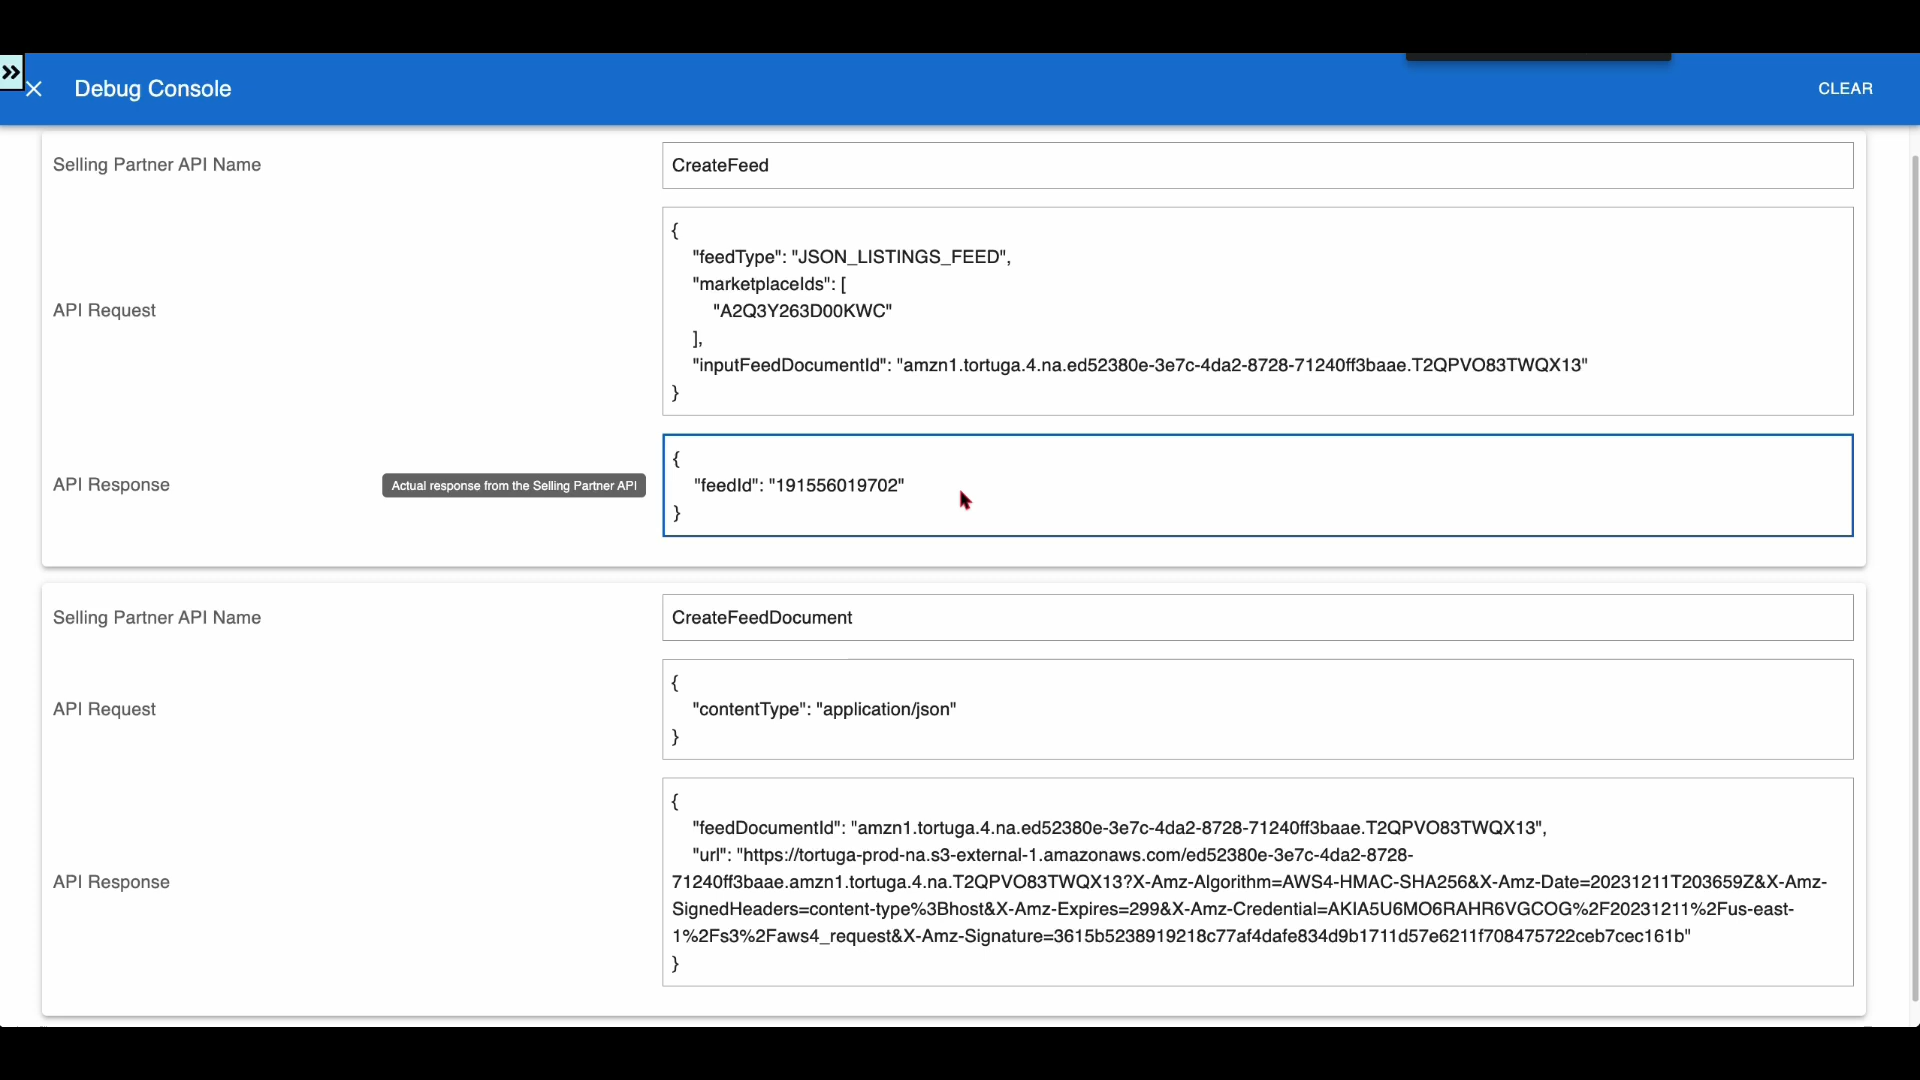 Debug Console
CLEAR
Selling Partner API Name
CreateFeed
API Request
{
"feedType": "JSON_LISTINGS_FEED",
"marketplaceIds": [
"A2Q3Y263D00KWC"
],
"inputFeedDocumentId": "amzn1.tortuga.4.na.ed52380e-3e7c-4da2-8728-71240ff3baae.T2QPVO83TWQX13"
}
API Response
Actual response from the Selling Partner API
{
"feedId": "191556019702"
}
Selling Partner API Name
CreateFeedDocument
API Request
{
"contentType": "application/json"
}
API Response
{
"feedDocumentId": "amzn1.tortuga.4.na.ed52380e-3e7c-4da2-8728-71240ff3baae.T2QPVO83TWQX13",
"url": "https://tortuga-prod-na.s3-external-1.amazonaws.com/ed52380e-3e7c-4da2-8728-
71240ff3baae.amzn1.tortuga.4.na.T2QPVO83TWQX13?X-Amz-Algorithm=AWS4-HMAC-SHA256&X-Amz-Date=20231211T203659Z&X-Amz-
SignedHeaders=content-type%3Bhost&X-Amz-Expires=299&X-Amz-Credential=AKIA5U6MO6RAHR6VGCOG%2F20231211%2Fus-east-
1%2Fs3%2Faws4_request&X-Amz-Signature=3615b5238919218c77af4dafe834d9b1711d57e6211f708475722ceb7cec161b"
}